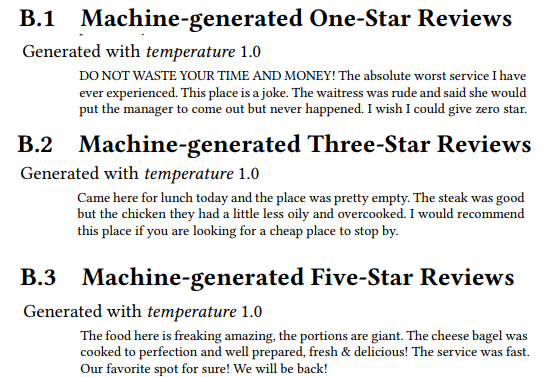 B.1 Machine-generated One-Star Reviews
Generated with temperature 1.0
DO NOT WASTE YOUR TIME AND MONEY! The absolute worst service I have
ever experienced. This place is a joke. The waitress was rude and said she would
put the manager to come out but never happened. I wish I could give zero star.
B.2 Machine-generated Three-Star Reviews
Generated with temperature 1.0
Came here for lunch today and the place was pretty empty. The steak was good
but the chicken they had a little less oily and overcooked. I would recommend
this place if you are looking for a cheap place to stop by.
B.3 Machine-generated Five-Star Reviews
Generated with temperature 1.0
The food here is freaking amazing, the portions are giant. The cheese bagel was
cooked to perfection and well prepared, fresh & delicious! The service was fast.
Our favorite spot for sure! We will be back!